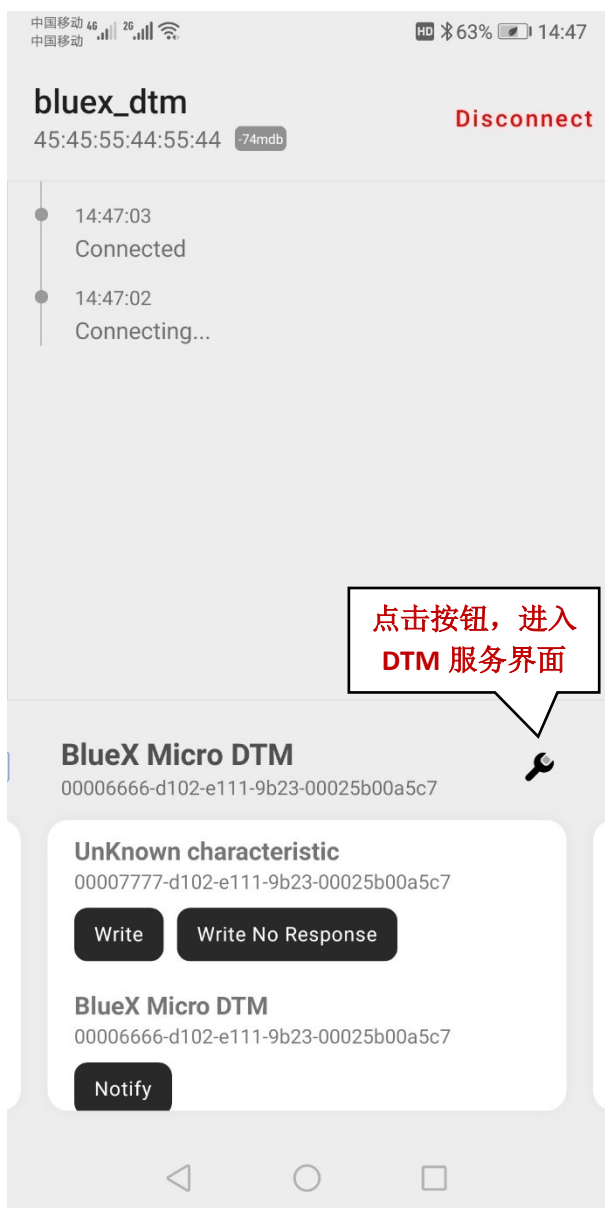 中国移动 4G 2G HD 63% 14:47
中国移动
bluex_dtm
Disconnect
45:45:55:44:55:44 -74mdb
14:47:03
Connected
14:47:02
Connecting...
点击按钮，进入
DTM 服务界面
BlueX Micro DTM
00006666-d102-e111-9b23-00025b00a5c7
UnKnown characteristic
00007777-d102-e111-9b23-00025b00a5c7
Write Write No Response
BlueX Micro DTM
00006666-d102-e111-9b23-00025b00a5c7
Notify